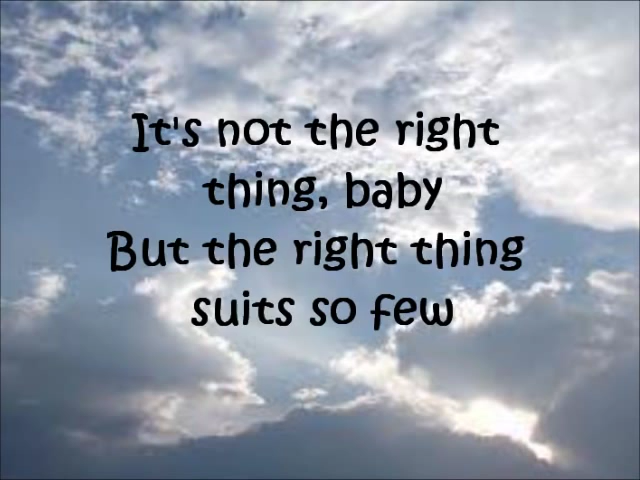 It's not the right
thing, baby
But the right thing
suits so few